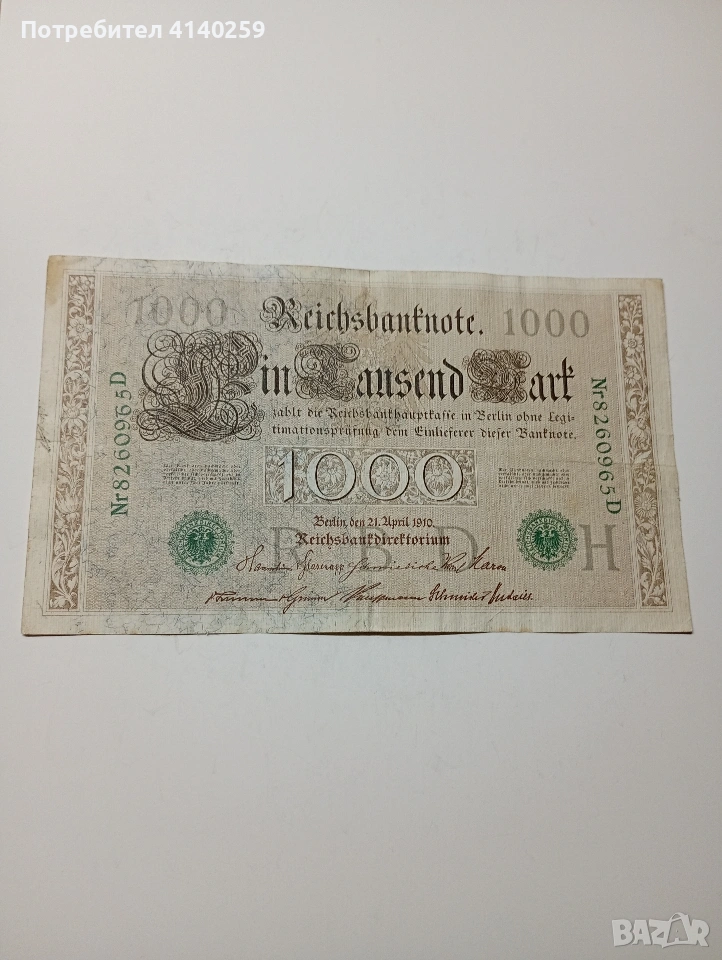 Потребител 4140259
1000
Reichsbanknote.
1000
Ein Tausend Mark
zahlt die Reichsbankhauptkasse in Berlin ohne Legi-
timationsprüfung dem Einlieferer dieser Banknote.
Nr8260965D
Nr8260965D
1000
Berlin, den 21. April 1910.
Reichsbankdirektorium
R B D
H
BAZAR